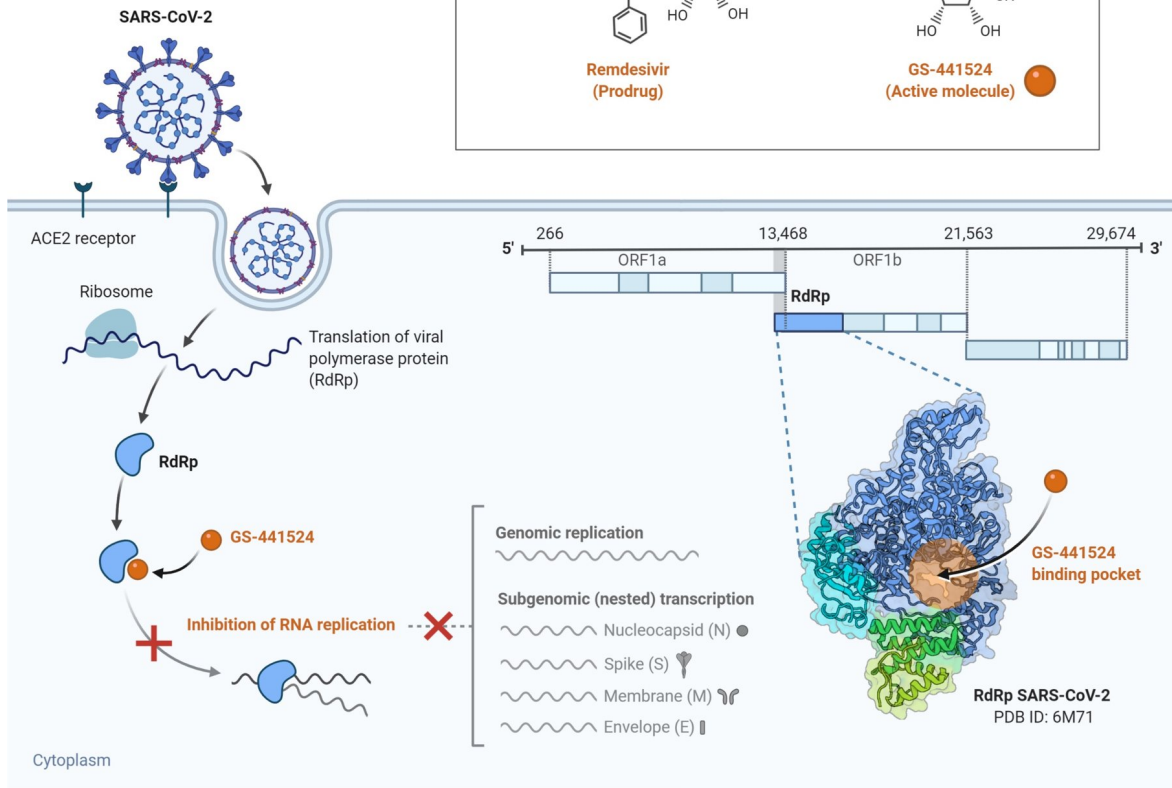 SARS-CoV-2
HO
OH
HO
OH
Remdesivir
(Prodrug)
GS-441524
(Active molecule)
ACE2 receptor
Ribosome
Translation of viral
polymerase protein
(RdRp)
RdRp
GS-441524
Inhibition of RNA replication
Cytoplasm
Genomic replication
Subgenomic (nested) transcription
Nucleocapsid (N)
Spike (S)
Membrane (M)
Envelope (E)
266
13,468
21,563
29,674
5'
3'
ORF1a
ORF1b
RdRp
GS-441524
binding pocket
RdRp SARS-CoV-2
PDB ID: 6M71